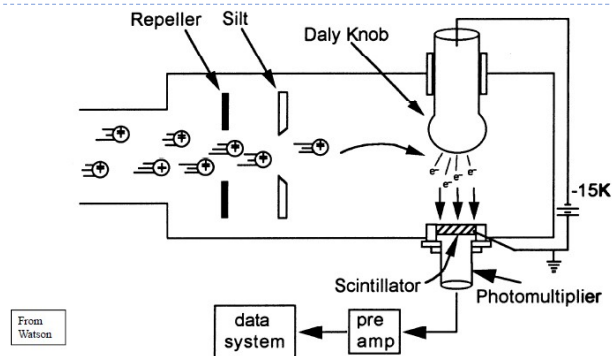 Repeller
Silt
Daly Knob
e-
e-
e-
e-
-15K
Scintillator
Photomultiplier
data
system
pre
amp
From
Watson